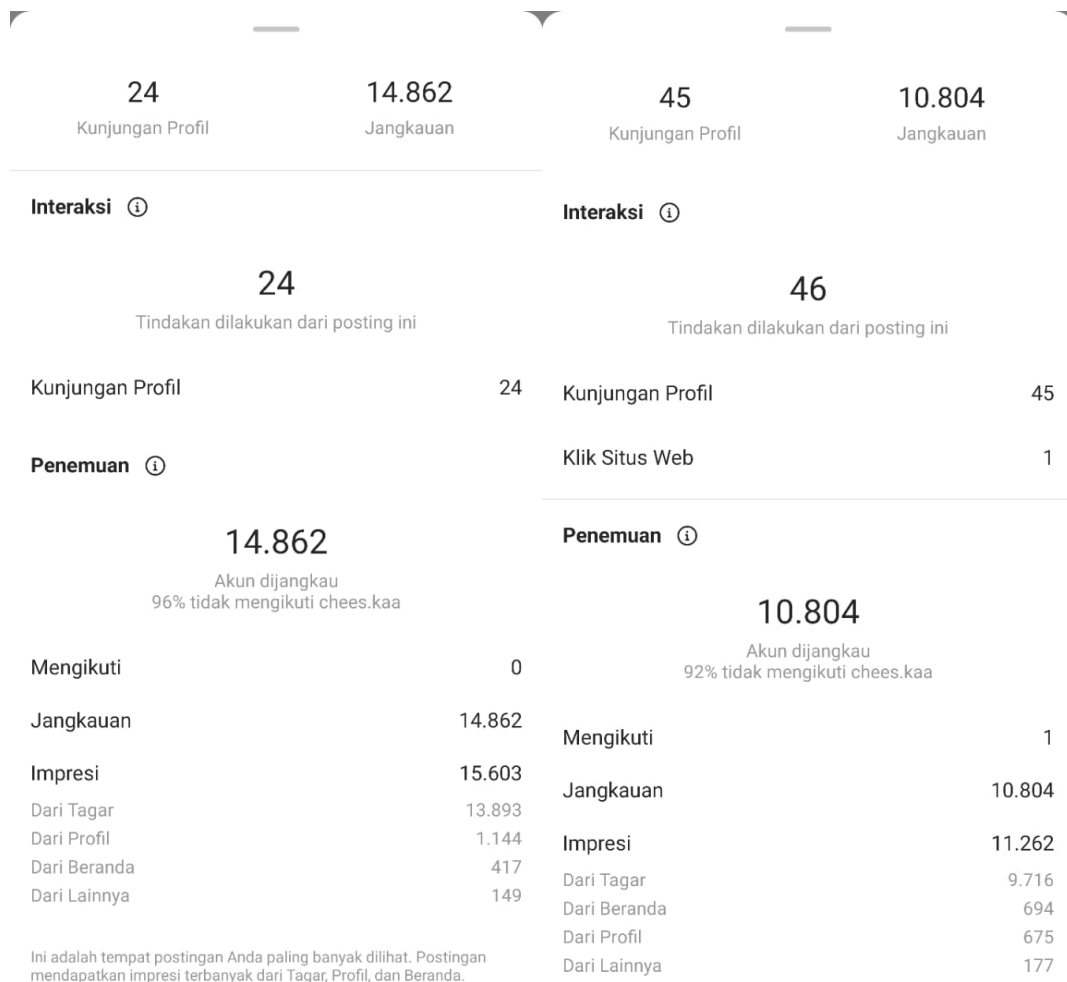 24 14.862
Kunjungan Profil Jangkauan
Interaksi
24
Tindakan dilakukan dari posting ini
Kunjungan Profil 24
Penemuan
14.862
Akun dijangkau
96% tidak mengikuti chees.kaa
Mengikuti 0
Jangkauan 14.862
Impresi 15.603
Dari Tagar 13.893
Dari Profil 1.144
Dari Beranda 417
Dari Lainnya 149
Ini adalah tempat postingan Anda paling banyak dilihat. Postingan
mendapatkan impresi terbanyak dari Tagar, Profil, dan Beranda.
45 10.804
Kunjungan Profil Jangkauan
Interaksi
46
Tindakan dilakukan dari posting ini
Kunjungan Profil 45
Klik Situs Web 1
Penemuan
10.804
Akun dijangkau
92% tidak mengikuti chees.kaa
Mengikuti 1
Jangkauan 10.804
Impresi 11.262
Dari Tagar 9.716
Dari Beranda 694
Dari Profil 675
Dari Lainnya 177